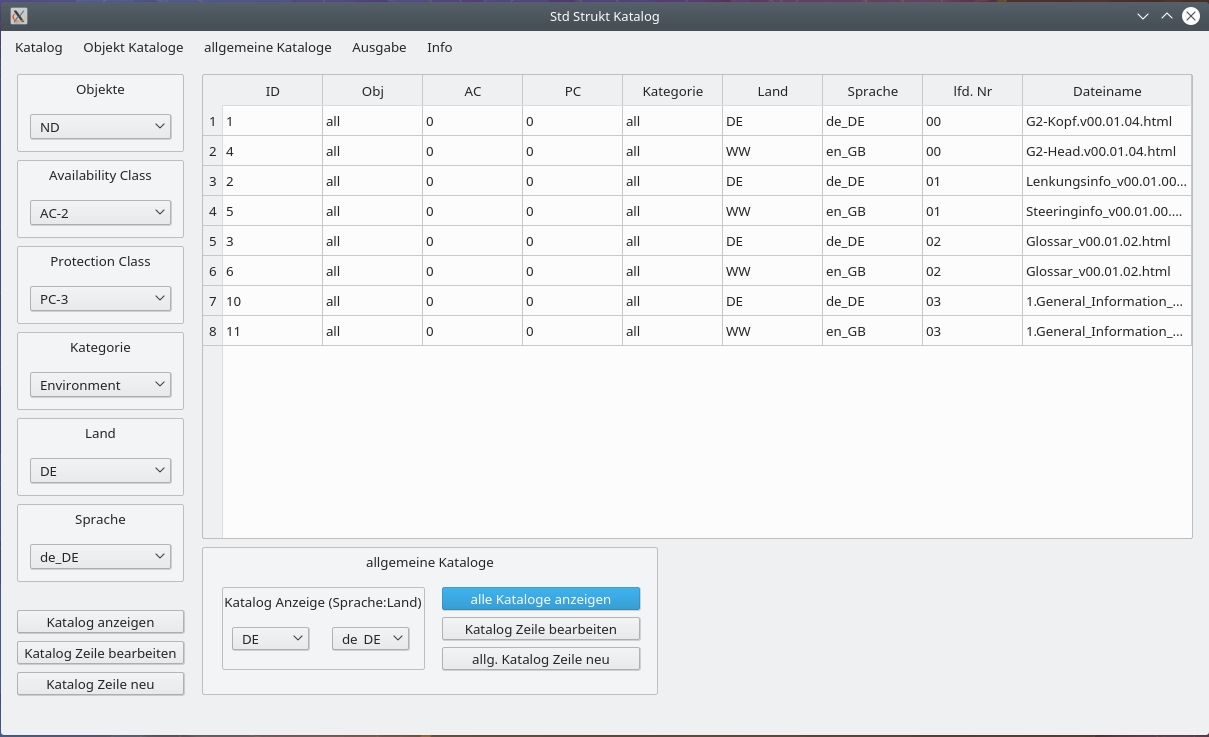 Std Strukt Katalog
Katalog Objekt Kataloge allgemeine Kataloge Ausgabe Info
Objekte
ND
Availability Class
AC-2
Protection Class
PC-3
Kategorie
Environment
Land
DE
Sprache
de_DE
Katalog anzeigen
Katalog Zeile bearbeiten
Katalog Zeile neu
ID Obj AC PC Kategorie Land Sprache lfd. Nr Dateiname
1 1 all 0 0 all DE de_DE 00 G2-Kopf.v00.01.04.html
2 4 all 0 0 all WW en_GB 00 G2-Head.v00.01.04.html
3 2 all 0 0 all DE de_DE 01 Lenkungsinfo_v00.01.00...
4 5 all 0 0 all WW en_GB 01 Steeringinfo_v00.01.00....
5 3 all 0 0 all DE de_DE 02 Glossar_v00.01.02.html
6 6 all 0 0 all WW en_GB 02 Glossar_v00.01.02.html
7 10 all 0 0 all DE de_DE 03 1.General_Information_...
8 11 all 0 0 all WW en_GB 03 1.General_Information_...
allgemeine Kataloge
Katalog Anzeige (Sprache:Land)
DE de_DE
alle Kataloge anzeigen
Katalog Zeile bearbeiten
allg. Katalog Zeile neu